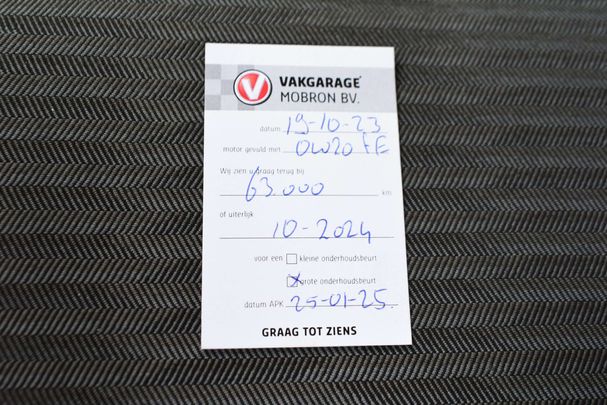 V
VAKGARAGE
MOBRON BV.
datum 19-10-23
motor gevuld met 0W20 FE
Wij zien u graag terug bij
63.000 km
of uiterlijk
10-2024
voor een kleine onderhoudsbeurt
grote onderhoudsbeurt
datum APK 25-01-25.
GRAAG TOT ZIENS